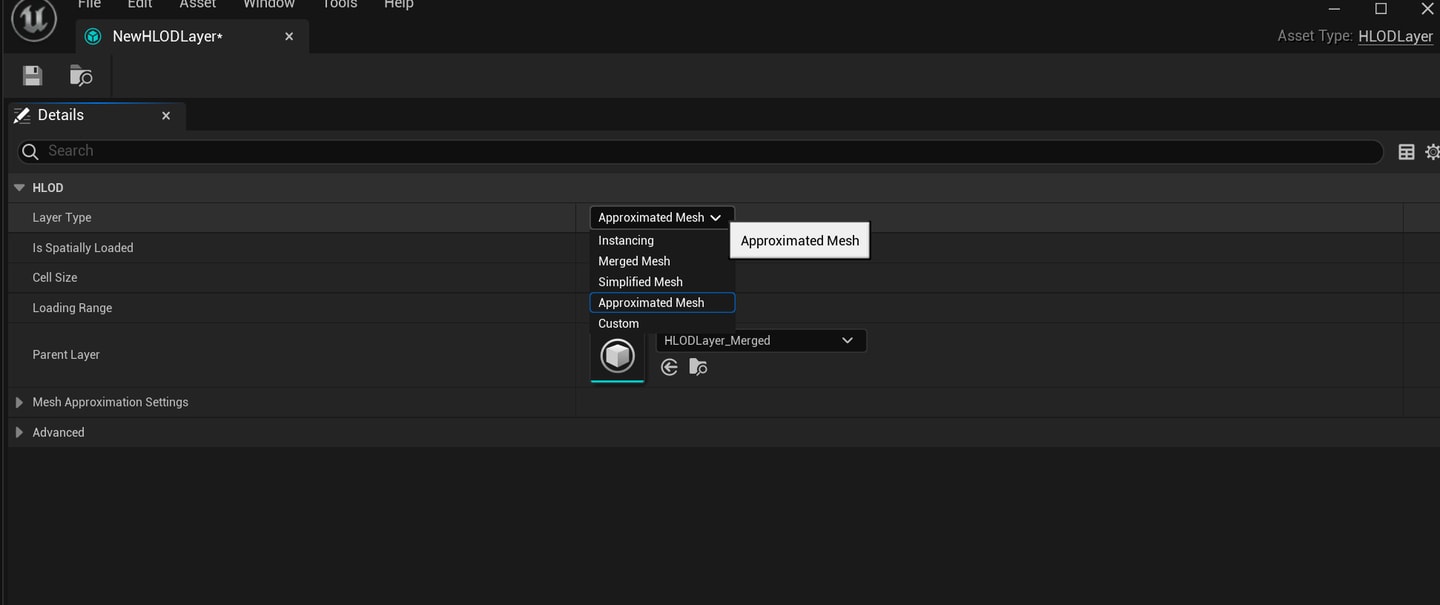 File Edit Asset Window Tools Help
NewHLODLayer*
Asset Type: HLODLayer
Details
Search
HLOD
Layer Type
Approximated Mesh
Approximated Mesh
Is Spatially Loaded
Instancing
Merged Mesh
Cell Size
Simplified Mesh
Loading Range
Approximated Mesh
Custom
Parent Layer
HLODLayer_Merged
Mesh Approximation Settings
Advanced